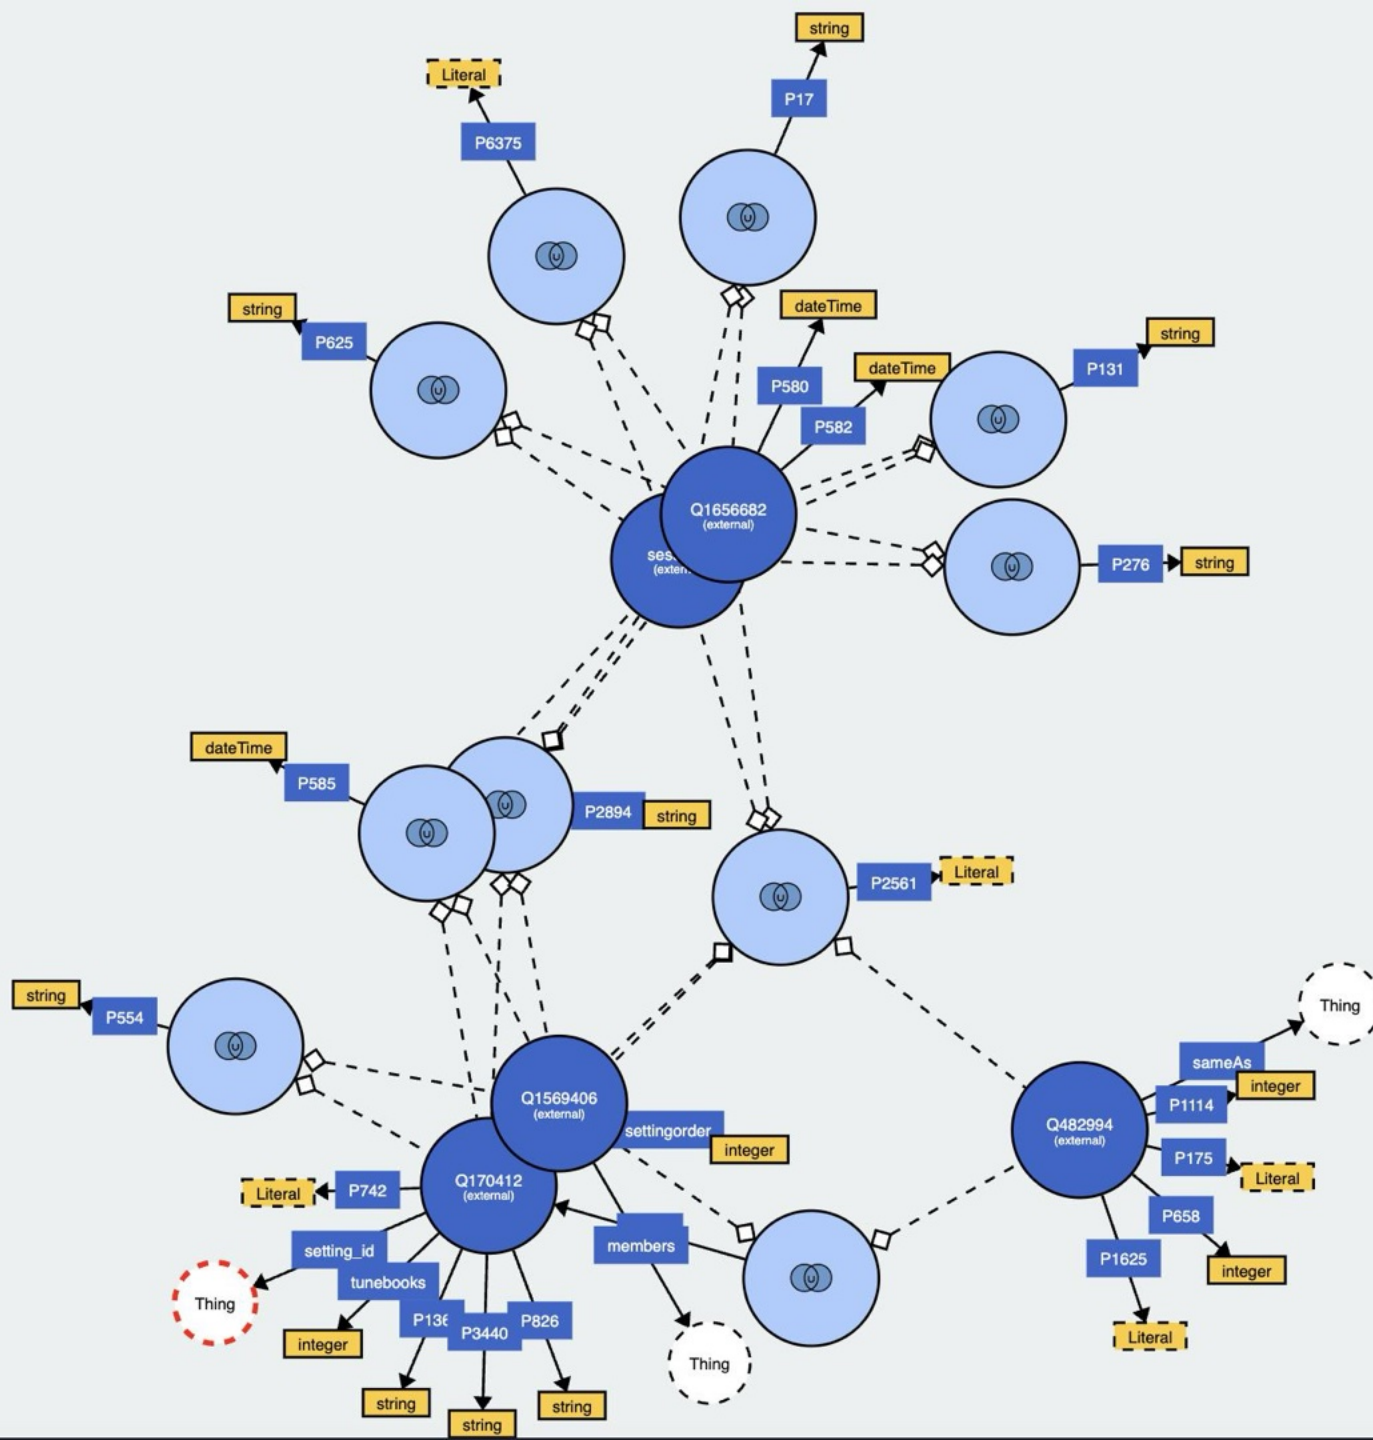 string
Literal
P17
P6375
string
P625
dateTime
string
P131
dateTime
P580
P582
Q1656682
(external)
P276
string
dateTime
P585
P2894
string
P2561
Literal
string
P554
Thing
sameAs
integer
P1114
Q1569406
(external)
Q482994
(external)
settingorder
integer
P175
Literal
Q170412
(external)
P742
Literal
P658
members
setting_id
P1625
integer
tunebooks
Thing
P136
P3440
P826
Literal
integer
Thing
string
string
string